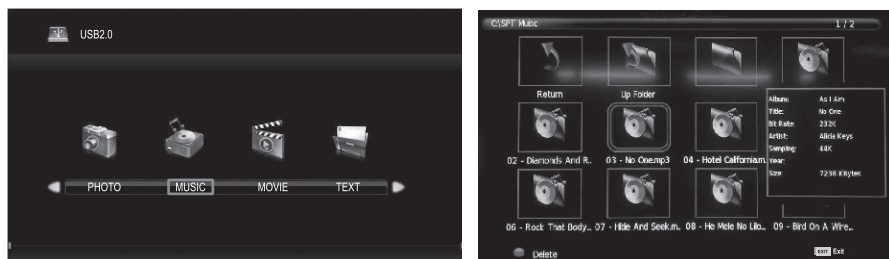 USB2.0
PHOTO MUSIC MOVIE TEXT
C:\SPT Music 1 / 2
Return Up Folder
Album: As I Am
Title: No One
Bit Rate: 232K
Artist: Alicia Keys
Sampling: 44K
Year:
Size: 7238 KBytes
02 - Diamonds And R.. 03 - No One.mp3 04 - Hotel California.m
06 - Rock That Body... 07 - Hide And Seek.m.. 08 - He Mele No Lilo... 09 - Bird On A Wire...
Delete EXIT Exit